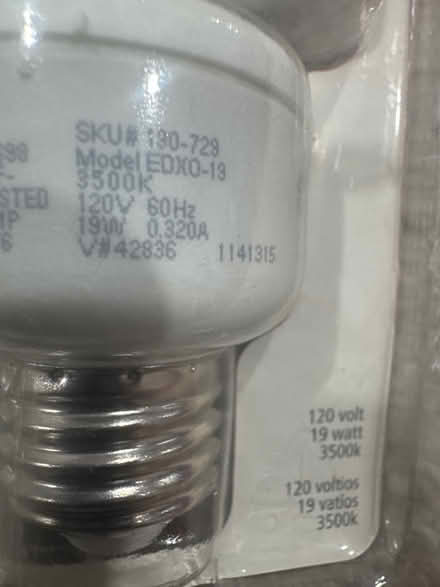 SKU# 190-729
Model EDXO-19
3500K
120V 60Hz
19W 0.320A
V#42836 1141315
120 volt
19 watt
3500k
120 voltios
19 vatios
3500k